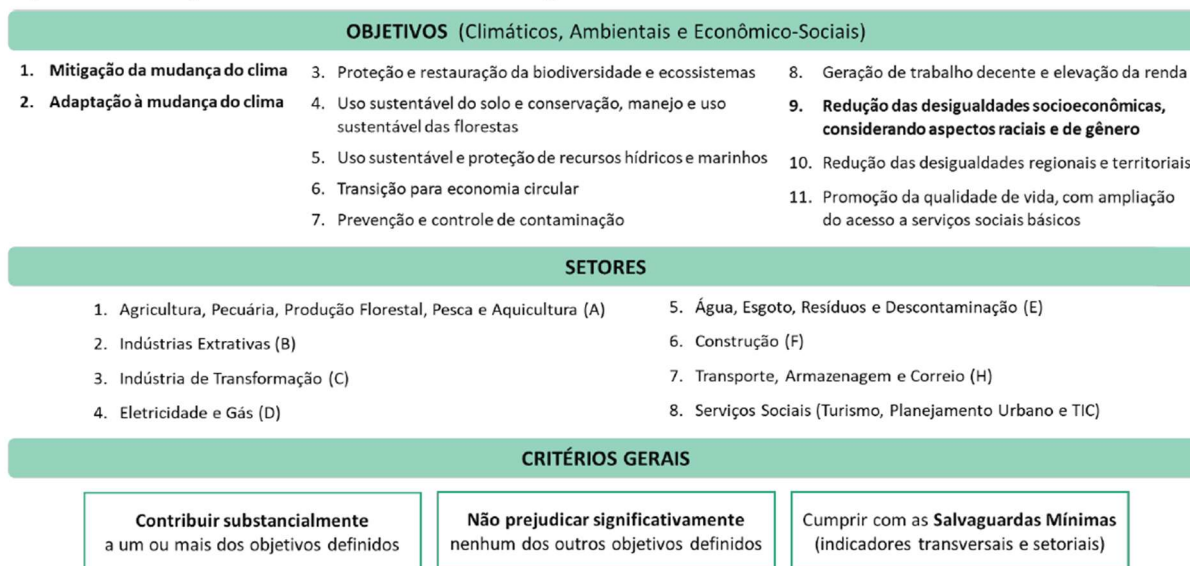 OBJETIVOS (Climáticos, Ambientais e Econômico-Sociais)
1. Mitigação da mudança do clima
2. Adaptação à mudança do clima
3. Proteção e restauração da biodiversidade e ecossistemas
4. Uso sustentável do solo e conservação, manejo e uso
sustentável das florestas
5. Uso sustentável e proteção de recursos hídricos e marinhos
6. Transição para economia circular
7. Prevenção e controle de contaminação
8. Geração de trabalho decente e elevação da renda
9. Redução das desigualdades socioeconômicas,
considerando aspectos raciais e de gênero
10. Redução das desigualdades regionais e territoriais
11. Promoção da qualidade de vida, com ampliação
do acesso a serviços sociais básicos
SETORES
1. Agricultura, Pecuária, Produção Florestal, Pesca e Aquicultura (A)
2. Indústrias Extrativas (B)
3. Indústria de Transformação (C)
4. Eletricidade e Gás (D)
5. Água, Esgoto, Resíduos e Descontaminação (E)
6. Construção (F)
7. Transporte, Armazenagem e Correio (H)
8. Serviços Sociais (Turismo, Planejamento Urbano e TIC)
CRITÉRIOS GERAIS
Contribuir substancialmente
a um ou mais dos objetivos definidos
Não prejudicar significativamente
nenhum dos outros objetivos definidos
Cumprir com as Salvaguardas Mínimas
(indicadores transversais e setoriais)